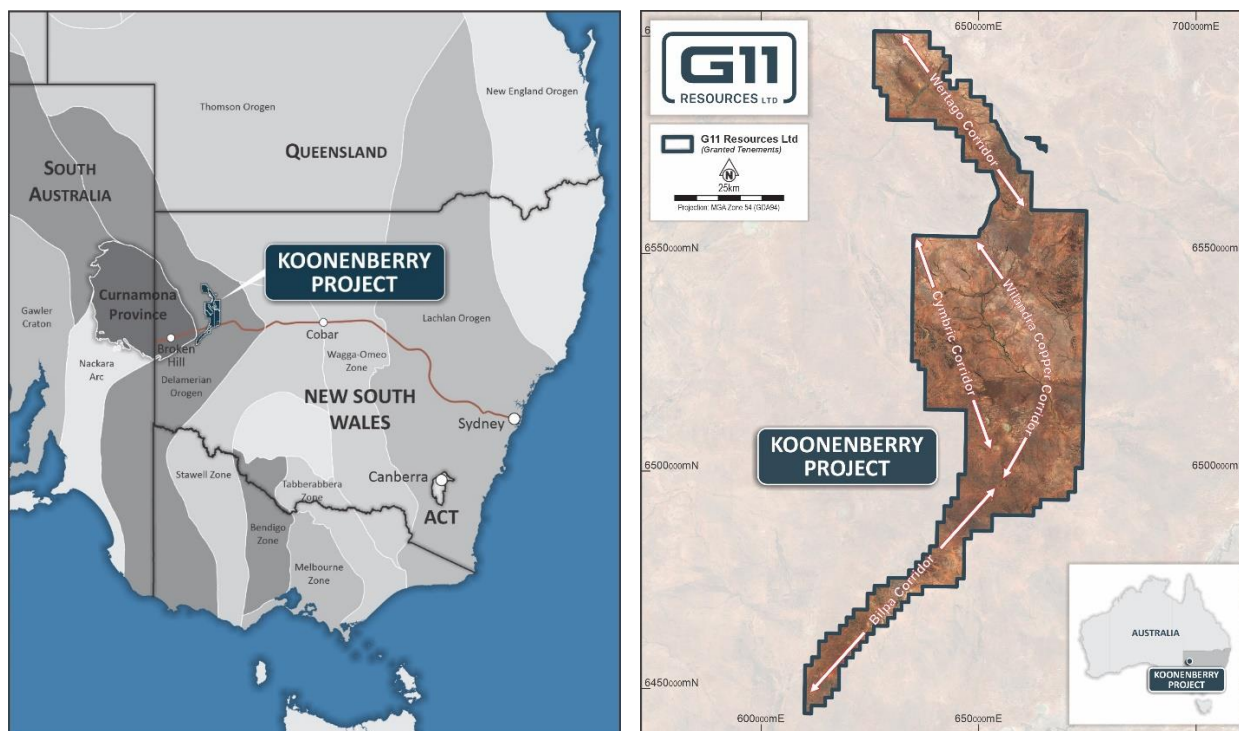 New England Orogen
Thomson Orogen
QUEENSLAND
SOUTH
AUSTRALIA
KOONENBERRY
PROJECT
Curnamona
Province
Gawler
Craton
Lachlan Orogen
Cobar
Broken
Hill
Wagga-Omeo
Zone
Nackara
Arc
Delamerian
Orogen
NEW SOUTH
WALES
Sydney
Stawell Zone
Canberra
Tabberabbera
Zone
ACT
Bendigo
Zone
Melbourne
Zone
650000mE
700000mE
G11
RESOURCES LTD
G11 Resources Ltd
(Granted Tenements)
N
25km
Projection: MGA Zone 54 (GDA94)
Wertago Corridor
6550000mN
6550000mN
Cymbric Corridor
Wilandra Copper Corridor
KOONENBERRY
PROJECT
6500000mN
6500000mN
Bilpa Corridor
AUSTRALIA
KOONENBERRY
PROJECT
6450000mN
600000mE
650000mE